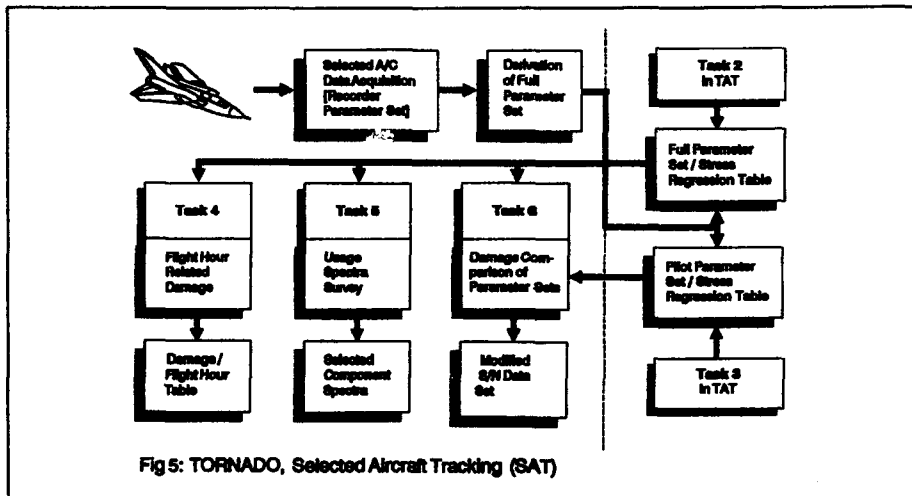 Selected A/C
Data Acquisition
[Recorder
Parameter Set]
Derivation
of Full
Parameter
Set
Task 2
in TAT
Full Parameter
Set / Stress
Regression Table
Task 4
Flight Hour
Related
Damage
Task 5
Usage
Spectra
Survey
Task 6
Damage Com-
parison of
Parameter Sets
Pilot Parameter
Set / Stress
Regression Table
Damage /
Flight Hour
Table
Selected
Component
Spectra
Modified
S/N Data
Set
Task 3
in TAT
Fig 5: TORNADO, Selected Aircraft Tracking (SAT)